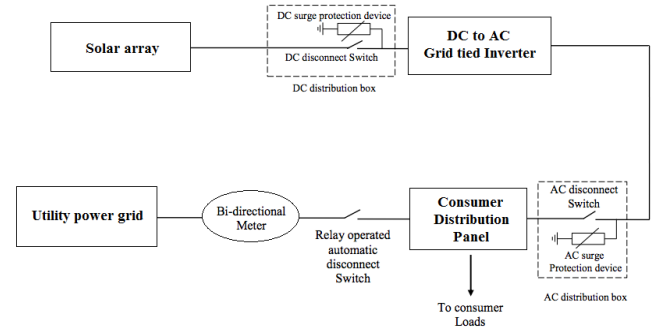 DC surge protection device
Solar array
DC disconnect Switch
DC distribution box
DC to AC
Grid tied Inverter
Utility power grid
Bi-directional
Meter
Relay operated
automatic
disconnect
Switch
Consumer
Distribution
Panel
To consumer
Loads
AC disconnect
Switch
AC surge
Protection device
AC distribution box